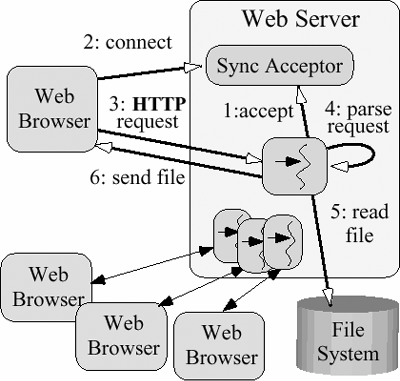 Web Server
2: connect
Sync Acceptor
Web
Browser
3: HTTP
request
1:accept
4: parse
request
6: send file
5: read
file
Web
Browser
Web
Browser
Web
Browser
File
System